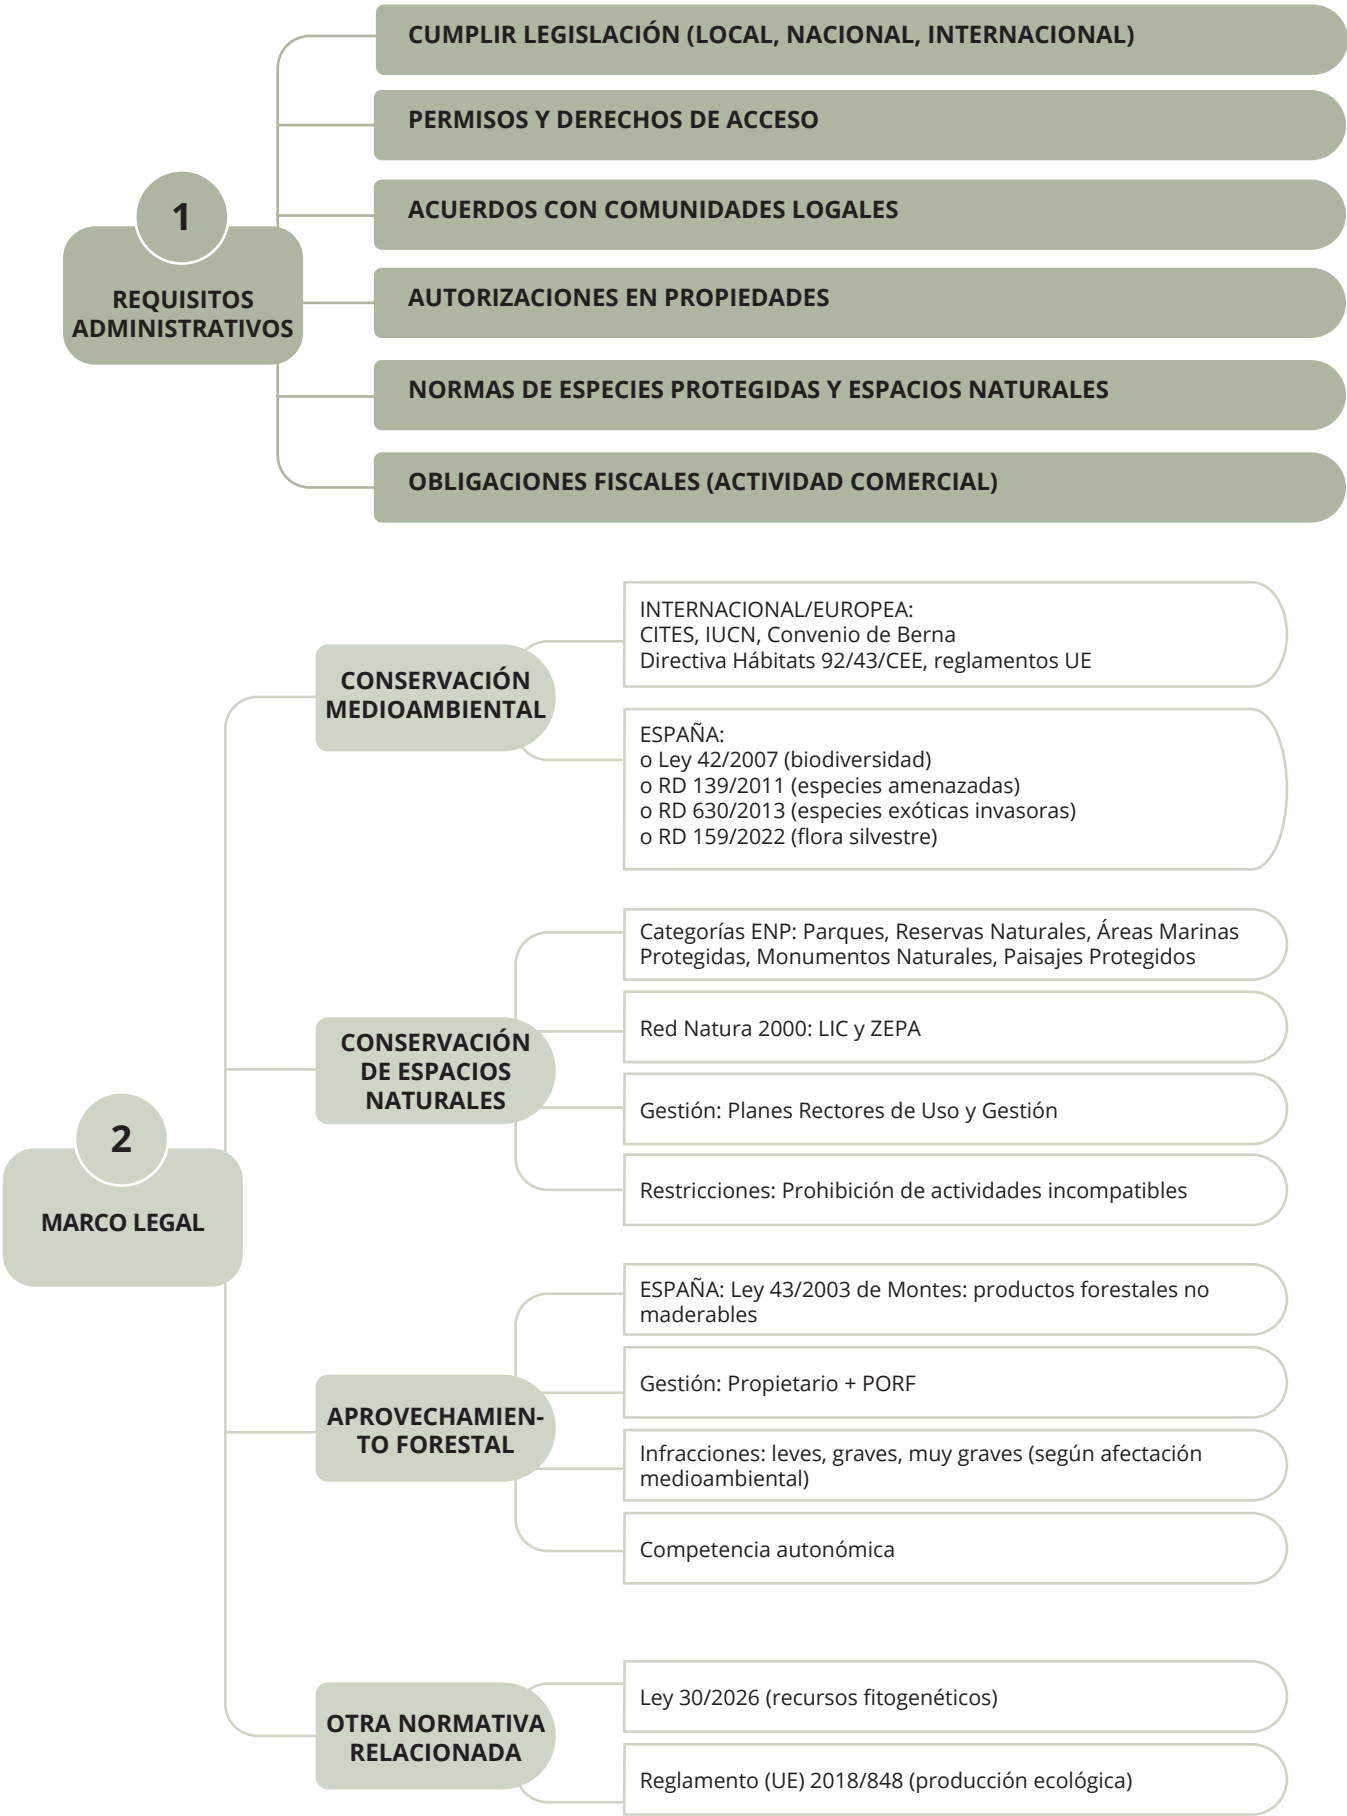 1
REQUISITOS
ADMINISTRATIVOS
CUMPLIR LEGISLACIÓN (LOCAL, NACIONAL, INTERNACIONAL)
PERMISOS Y DERECHOS DE ACCESO
ACUERDOS CON COMUNIDADES LOGALES
AUTORIZACIONES EN PROPIEDADES
NORMAS DE ESPECIES PROTEGIDAS Y ESPACIOS NATURALES
OBLIGACIONES FISCALES (ACTIVIDAD COMERCIAL)
2
MARCO LEGAL
CONSERVACIÓN
MEDIOAMBIENTAL
INTERNACIONAL/EUROPEA:
CITES, IUCN, Convenio de Berna
Directiva Hábitats 92/43/CEE, reglamentos UE
ESPAÑA:
o Ley 42/2007 (biodiversidad)
o RD 139/2011 (especies amenazadas)
o RD 630/2013 (especies exóticas invasoras)
o RD 159/2022 (flora silvestre)
CONSERVACIÓN
DE ESPACIOS
NATURALES
Categorías ENP: Parques, Reservas Naturales, Áreas Marinas
Protegidas, Monumentos Naturales, Paisajes Protegidos
Red Natura 2000: LIC y ZEPA
Gestión: Planes Rectores de Uso y Gestión
Restricciones: Prohibición de actividades incompatibles
APROVECHAMIEN-
TO FORESTAL
ESPAÑA: Ley 43/2003 de Montes: productos forestales no
maderables
Gestión: Propietario + PORF
Infracciones: leves, graves, muy graves (según afectación
medioambiental)
Competencia autonómica
OTRA NORMATIVA
RELACIONADA
Ley 30/2026 (recursos fitogenéticos)
Reglamento (UE) 2018/848 (producción ecológica)